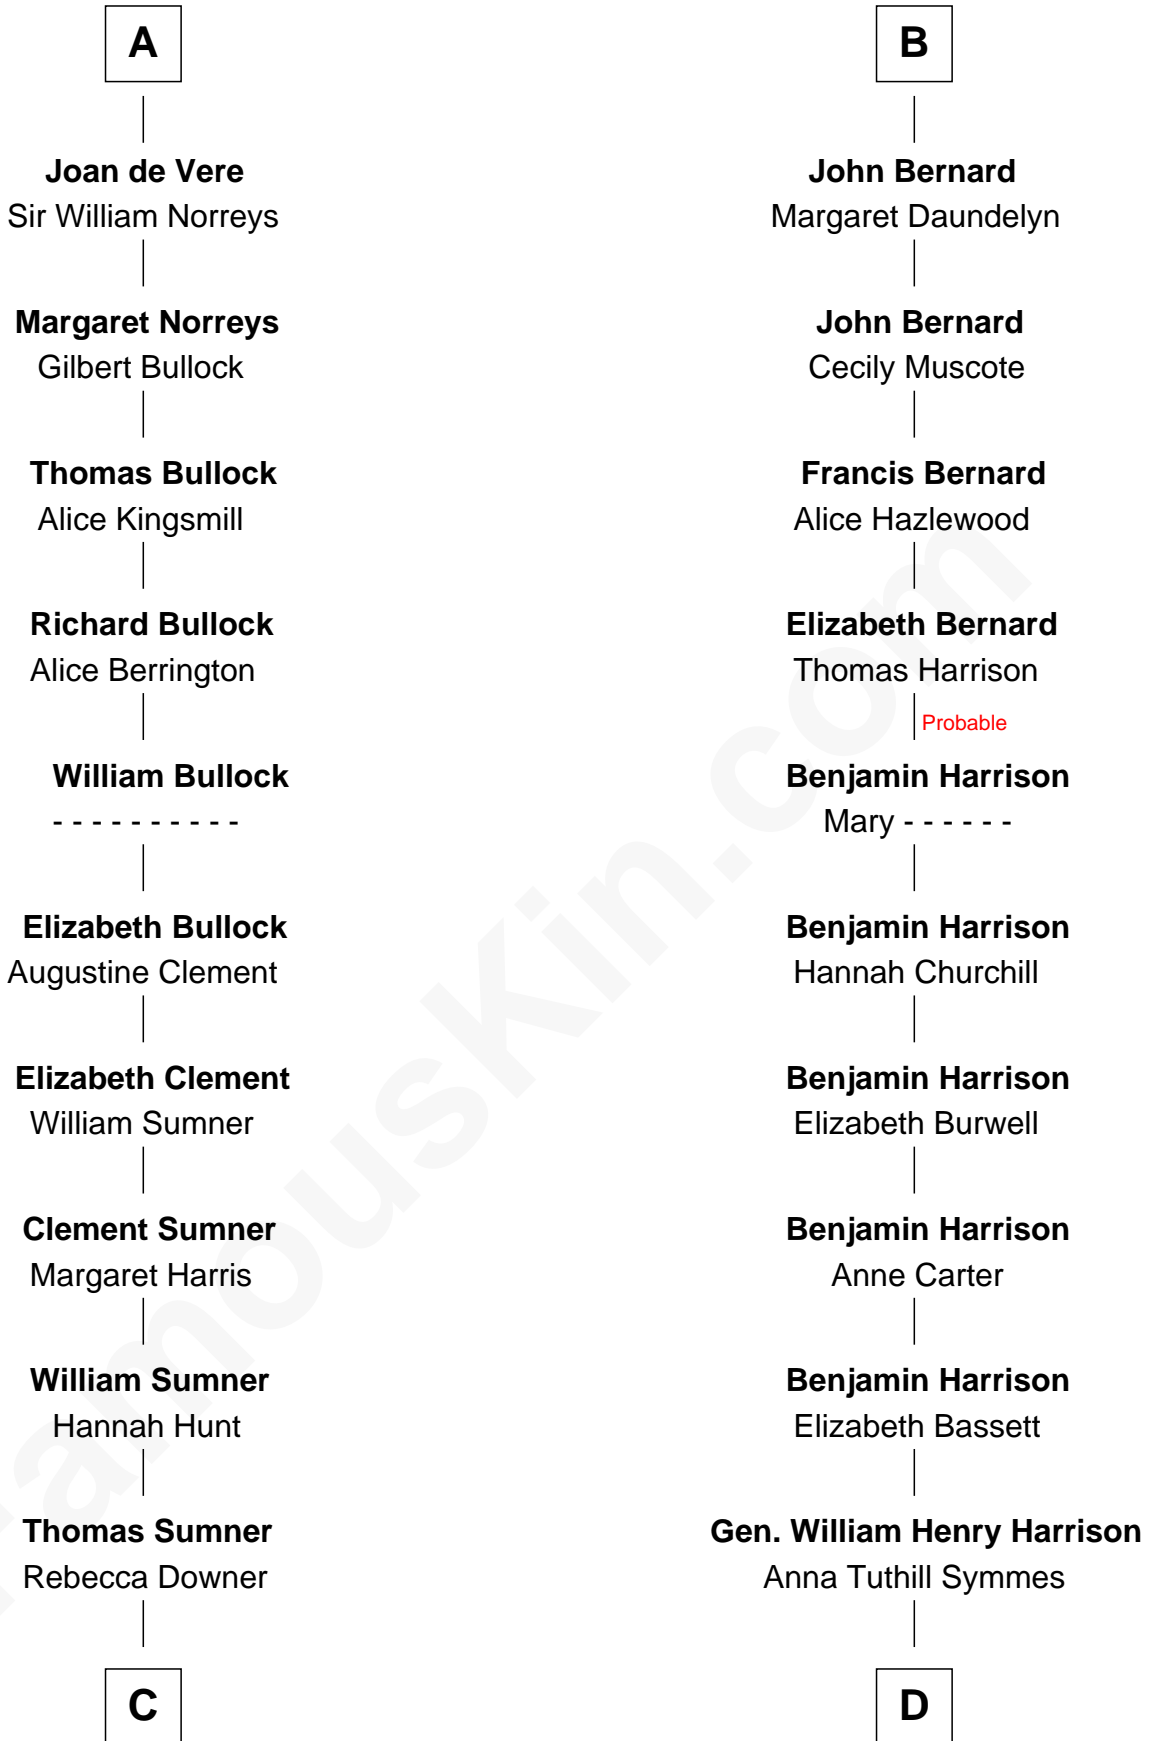 A
Joan de Vere
Sir William Norreys
Margaret Norreys
Gilbert Bullock
Thomas Bullock
Alice Kingsmill
Richard Bullock
Alice Berrington
William Bullock
- - - - - - - - - -
Elizabeth Bullock
Augustine Clement
Elizabeth Clement
William Sumner
Clement Sumner
Margaret Harris
William Sumner
Hannah Hunt
Thomas Sumner
Rebecca Downer
C
B
John Bernard
Margaret Daundelyn
John Bernard
Cecily Muscote
Francis Bernard
Alice Hazlewood
Elizabeth Bernard
Thomas Harrison
Probable
Benjamin Harrison
Mary - - - - - -
Benjamin Harrison
Hannah Churchill
Benjamin Harrison
Elizabeth Burwell
Benjamin Harrison
Anne Carter
Benjamin Harrison
Elizabeth Bassett
Gen. William Henry Harrison
Anna Tuthill Symmes
D
FamousKin.com